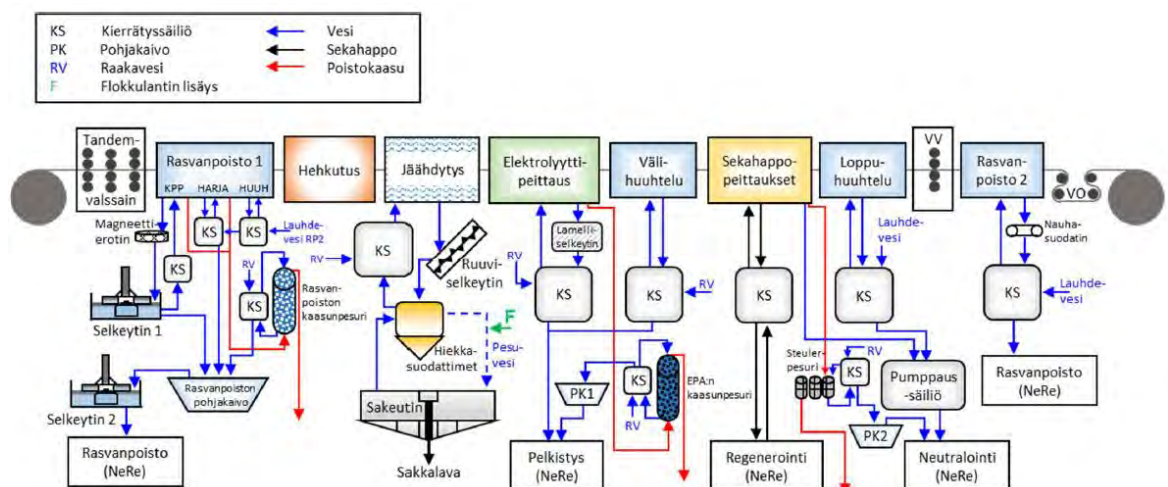 KS Kierrätyssäiliö Vesi
PK Pohjakaivo Sekahappo
RV Raakavesi Poistokaasu
F Flokkulantin lisäys
Tandem-
valssain
Rasvanpoisto 1
KPP HARJA HUUH
Hehkutus
Jäähdytys
Elektrolyytti-
peittaus
Väli-
huuhtelu
Sekahappo-
peittaukset
Loppu-
huuhtelu
VV
Rasvan-
poisto 2
VO
Magneetti-
erotin
KS
KS
KS
Lauhde-
vesi RP2
RV
KS
Rasvan-
poiston
kaasunpesuri
Selkeytin 1
Selkeytin 2
Rasvanpoiston
pohjakaivo
Rasvanpoisto
(NeRe)
RV
KS
Ruuvi-
selkeytin
F
Hiekka-
suodattimet
Pesu-
vesi
Sakeutin
Sakkalava
Lamelli-
selkeytin
RV
KS
KS
RV
PK1
KS
RV
EPA:n
kaasunpesuri
Pelkistys
(NeRe)
KS
Regenerointi
(NeRe)
Lauhde-
vesi
KS
Steuler-
pesuri
RV
KS
PK2
Pumppaus
-säiliö
Neutralointi
(NeRe)
Nauha-
suodatin
KS
Lauhde-
vesi
Rasvanpoisto
(NeRe)